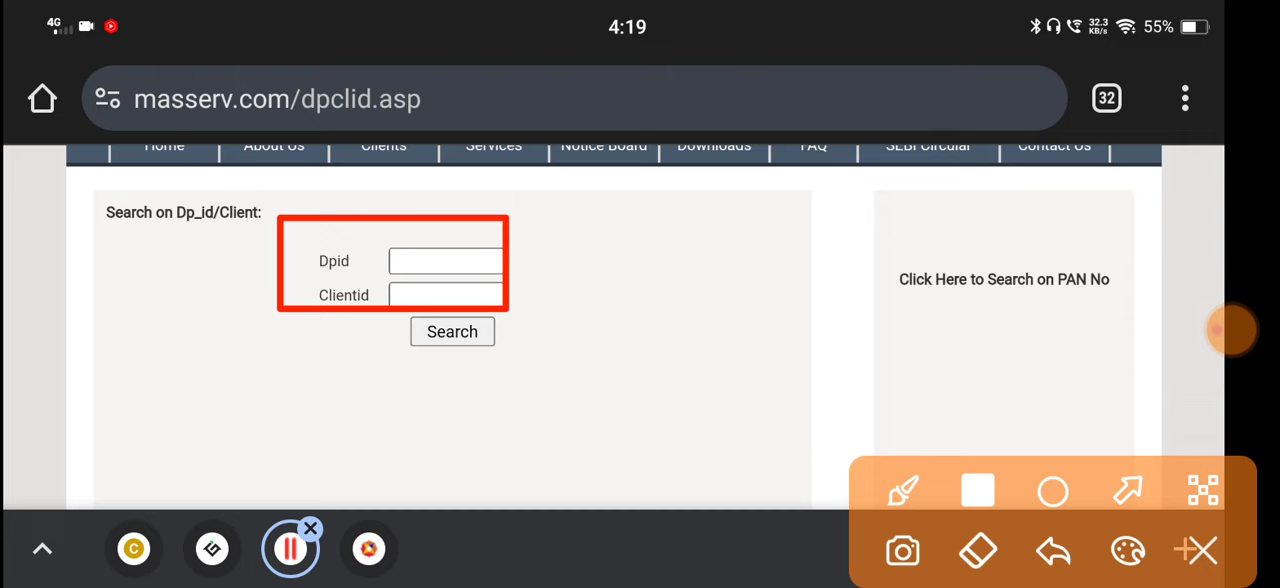 4G
4:19
32.3
KB/s
55%
masserv.com/dpclid.asp
32
Home About Us Clients Services Notice Board Downloads FAQ SEBI Circular Contact Us
Search on Dp_id/Client:
Dpid
Clientid
Search
Click Here to Search on PAN No
C